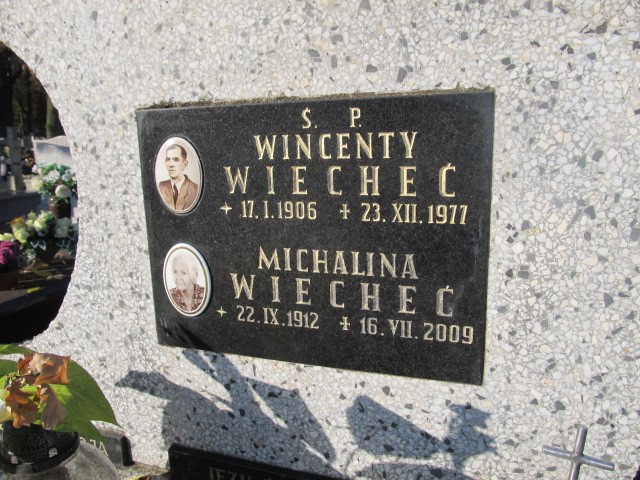 Ś. P.
WINCENTY
WIECHEĆ
✦ 17. I. 1906 ✝ 23. XII. 1977
MICHALINA
WIECHEĆ
✦ 22. IX. 1912 ✝ 16. VII. 2009